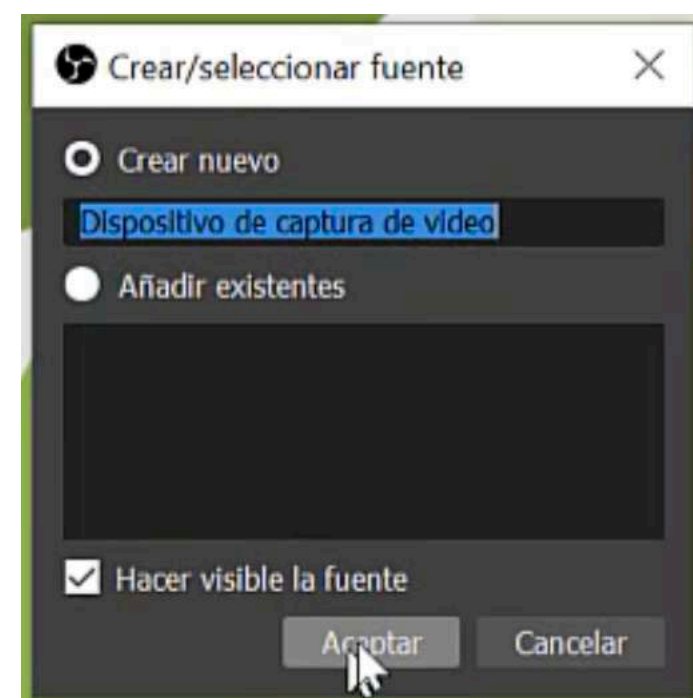 Crear/seleccionar fuente
Crear nuevo
Dispositivo de captura de video
Añadir existentes
Hacer visible la fuente
Aceptar Cancelar